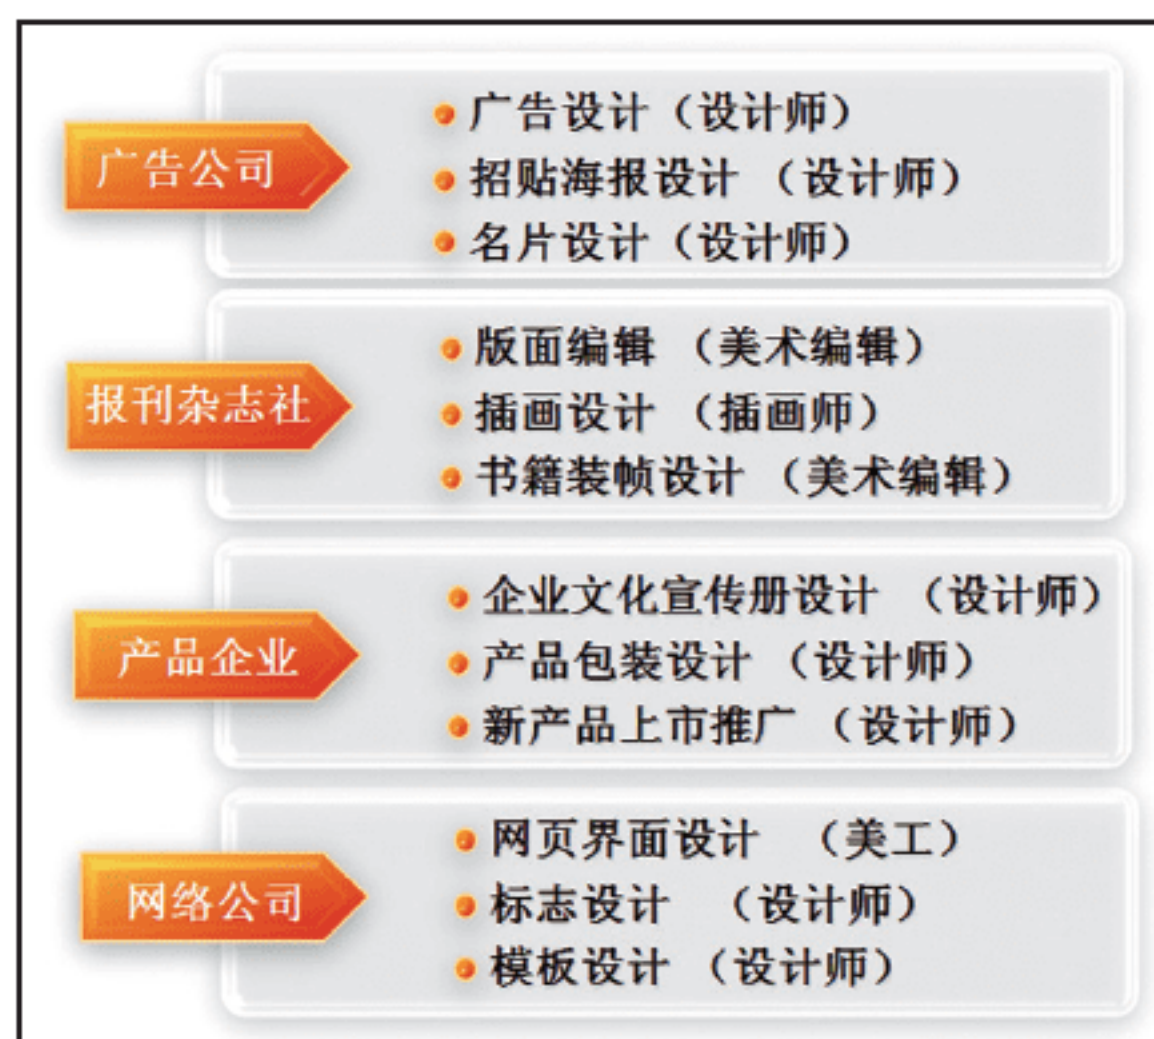 广告公司
广告设计（设计师）
招贴海报设计 （设计师）
名片设计（设计师）
报刊杂志社
版面编辑 （美术编辑）
插画设计 （插画师）
书籍装帧设计 （美术编辑）
产品企业
企业文化宣传册设计 （设计师）
产品包装设计 （设计师）
新产品上市推广 （设计师）
网络公司
网页界面设计 （美工）
标志设计 （设计师）
模板设计 （设计师）